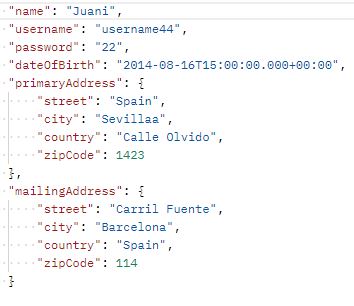 "name": "Juani",
"username": "username44",
"password": "22",
"dateOfBirth": "2014-08-16T15:00:00.000+00:00",
"primaryAddress": {
    "street": "Spain",
    "city": "Sevillaa",
    "country": "Calle Olvido",
    "zipCode": 1423
},
"mailingAddress": {
    "street": "Carril Fuente",
    "city": "Barcelona",
    "country": "Spain",
    "zipCode": 114
}